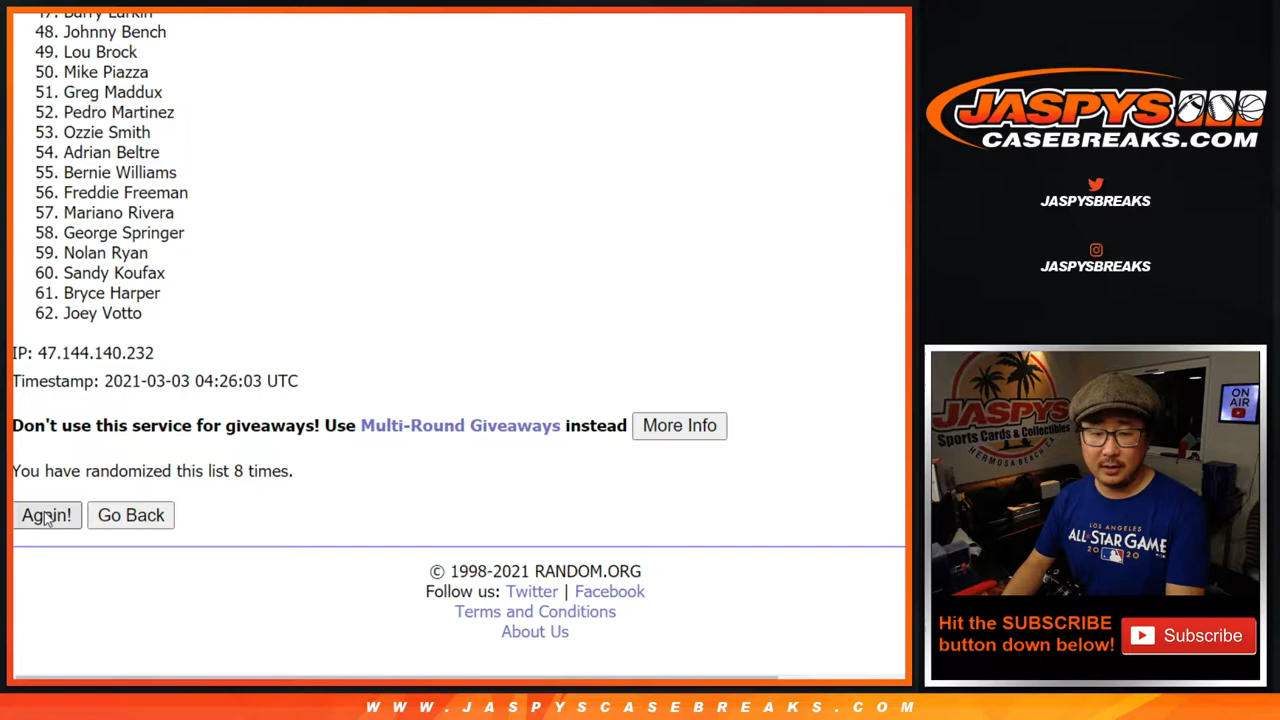 47. Barry Larkin
48. Johnny Bench
49. Lou Brock
50. Mike Piazza
51. Greg Maddux
52. Pedro Martinez
53. Ozzie Smith
54. Adrian Beltre
55. Bernie Williams
56. Freddie Freeman
57. Mariano Rivera
58. George Springer
59. Nolan Ryan
60. Sandy Koufax
61. Bryce Harper
62. Joey Votto
IP: 47.144.140.232
Timestamp: 2021-03-03 04:26:03 UTC
Don't use this service for giveaways! Use Multi-Round Giveaways instead More Info
You have randomized this list 8 times.
Again! Go Back
© 1998-2021 RANDOM.ORG
Follow us: Twitter | Facebook
Terms and Conditions
About Us
JASPYS
CASEBREAKS.COM
JASPYSBREAKS
JASPYSBREAKS
JASPYS
Sports Cards & Collectibles
HERMOSA BEACH CA
ON
AIR
LOS ANGELES
ALL-STAR GAME
2020
Hit the SUBSCRIBE
button down below!
Subscribe
WWW.JASPYSCASEBREAKS.COM